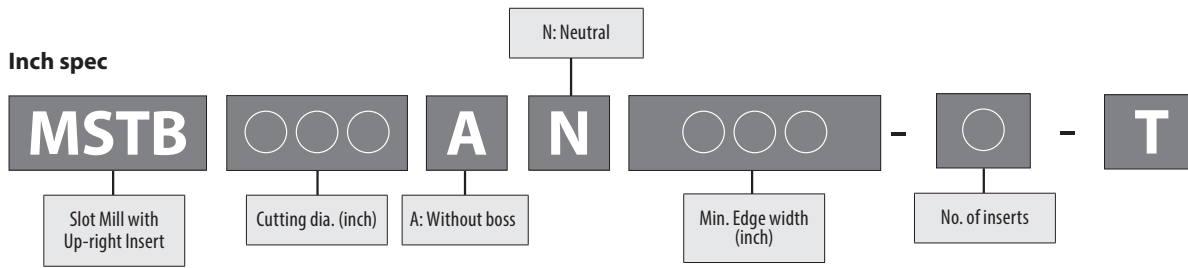 N: Neutral
Inch spec
MSTB ○○○ A N ○○○ - ○ - T
Slot Mill with
Up-right Insert
Cutting dia. (inch)
A: Without boss
Min. Edge width
(inch)
No. of inserts